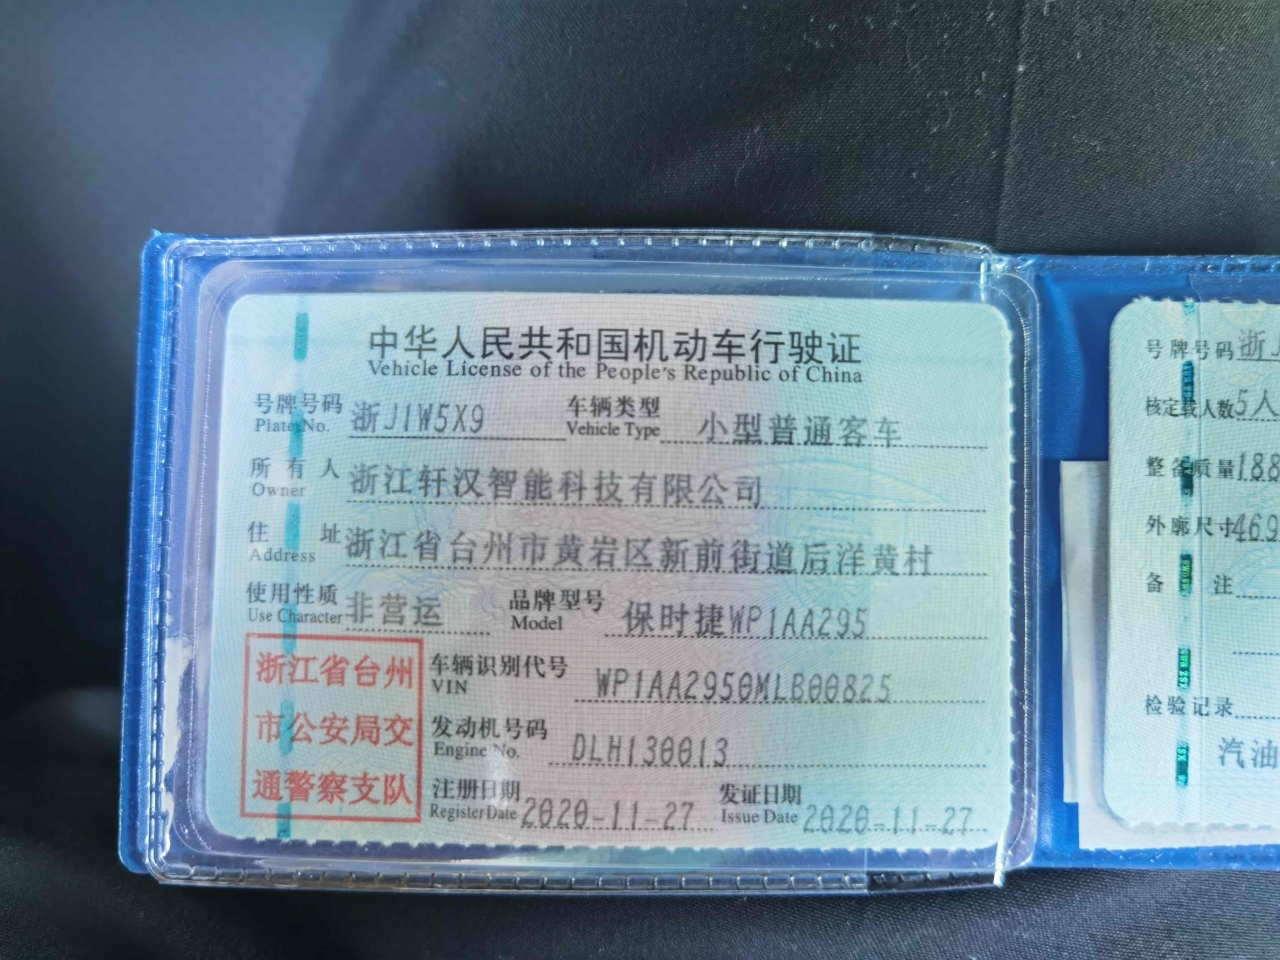 中华人民共和国机动车行驶证
Vehicle License of the People's Republic of China
号牌号码 浙J1W5X9 车辆类型 小型普通客车
Plate No. Vehicle Type
所有人 浙江轩汉智能科技有限公司
Owner
住址 浙江省台州市黄岩区新前街道后洋黄村
Address
使用性质 非营运 品牌型号 保时捷WP1AA295
Use Character Model
浙江省台州
市公安局交
通警察支队
车辆识别代号 WP1AA2950MLB00825
VIN
发动机号码 DLH130013
Engine No.
注册日期 2020-11-27 发证日期 2020-11-27
Register Date Issue Date
号牌号码 浙J
核定载人数 5人
整备质量 188
外廓尺寸 469
备注
检验记录
汽油